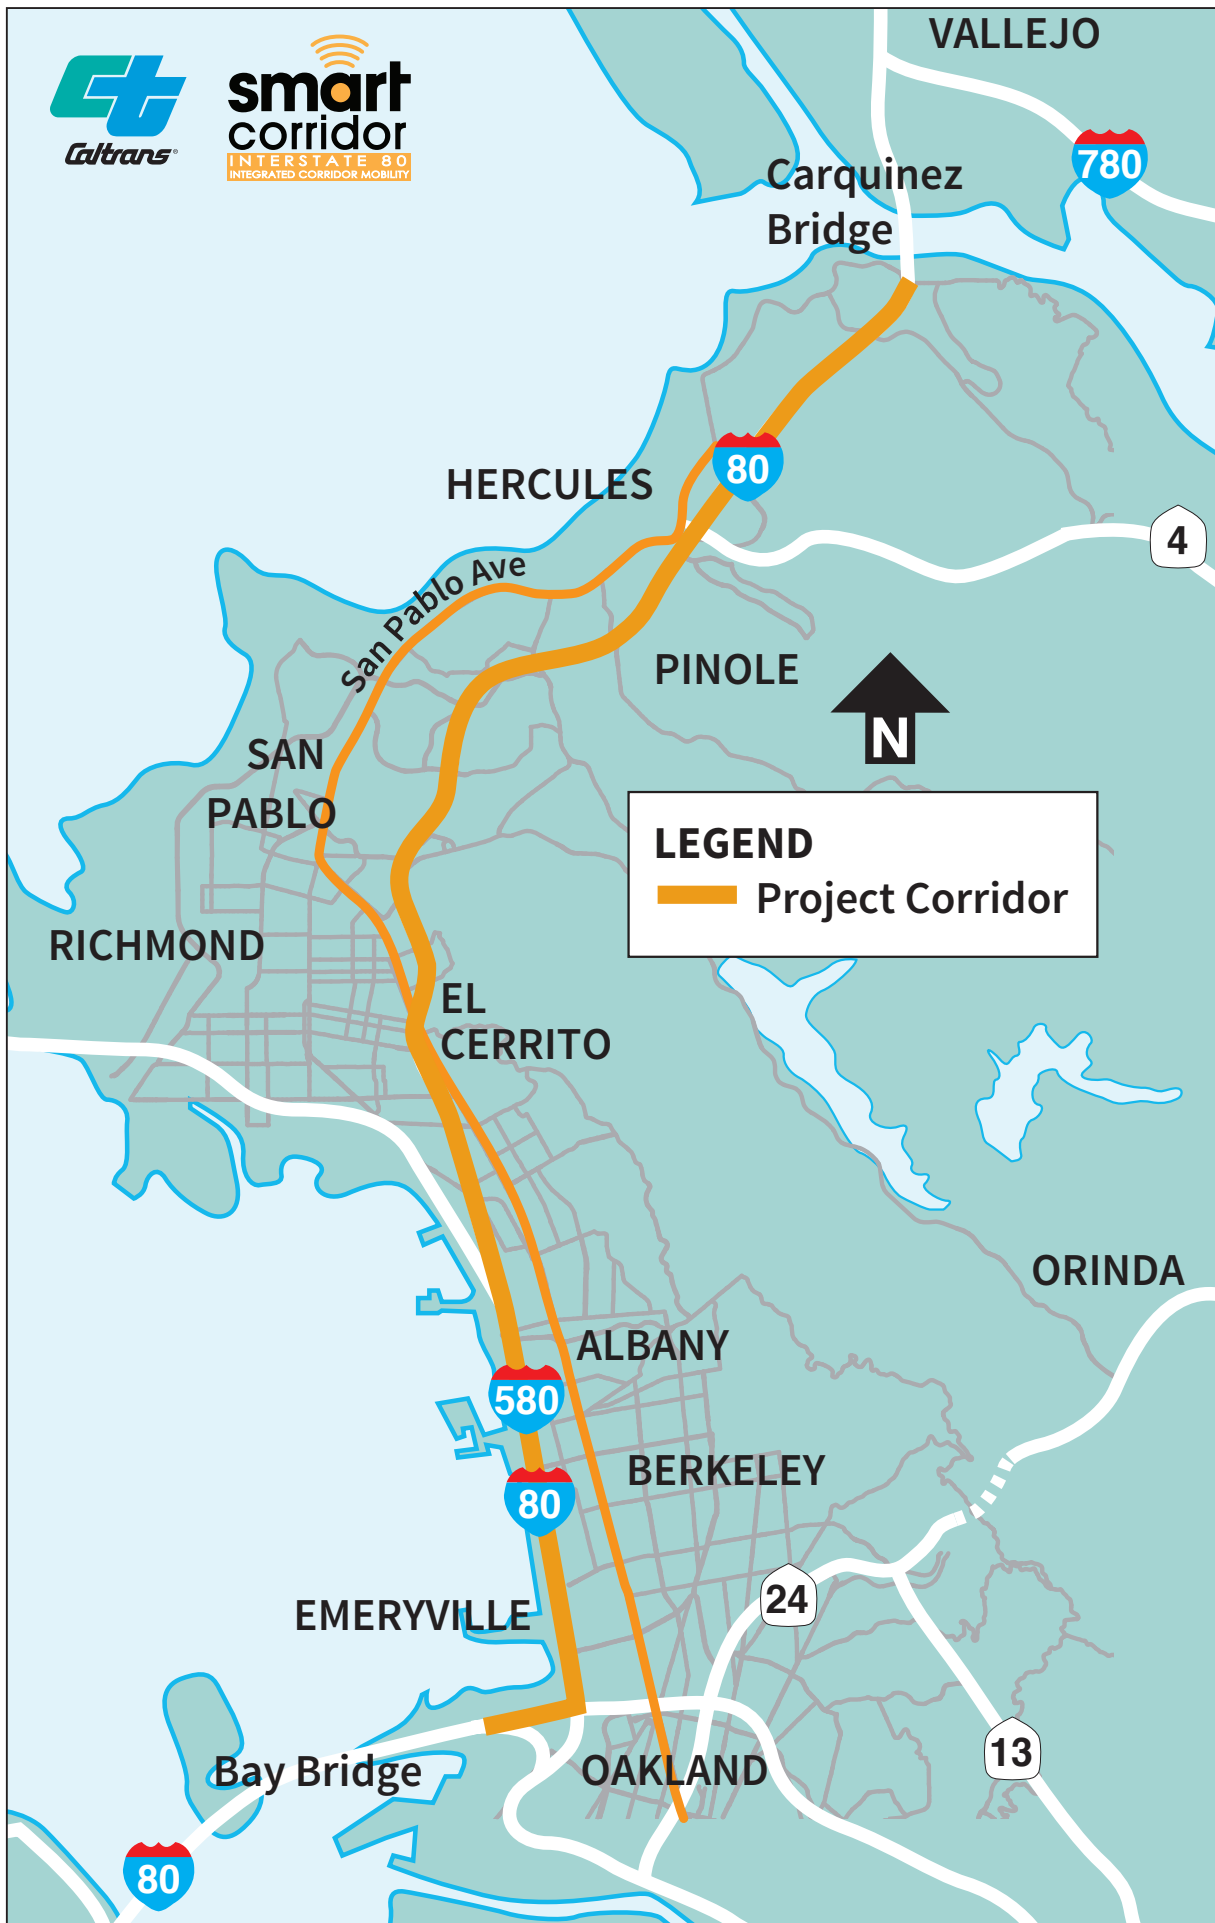 VALLEJO
Caltrans®
smart
corridor
INTERSTATE 80
INTEGRATED CORRIDOR MOBILITY
780
Carquinez
Bridge
80
HERCULES
4
San Pablo Ave
PINOLE
N
SAN
PABLO
LEGEND
Project Corridor
RICHMOND
EL
CERRITO
ORINDA
ALBANY
580
BERKELEY
80
24
EMERYVILLE
13
Bay Bridge
OAKLAND
80